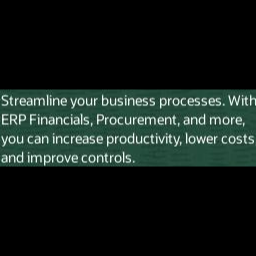 Streamline your business processes. With
ERP Financials, Procurement, and more,
you can increase productivity, lower costs
and improve controls.